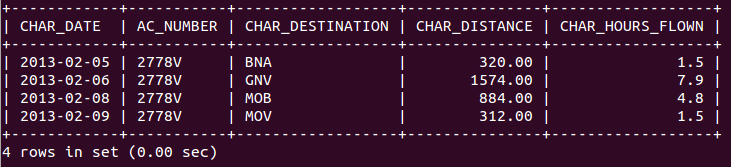 +------------+-----------+------------------+---------------+------------------+
| CHAR_DATE  | AC_NUMBER | CHAR_DESTINATION | CHAR_DISTANCE | CHAR_HOURS_FLOWN |
+------------+-----------+------------------+---------------+------------------+
| 2013-02-05 | 2778V     | BNA              |        320.00 |              1.5 |
| 2013-02-06 | 2778V     | GNV              |       1574.00 |              7.9 |
| 2013-02-08 | 2778V     | MOB              |        884.00 |              4.8 |
| 2013-02-09 | 2778V     | MOV              |        312.00 |              1.5 |
+------------+-----------+------------------+---------------+------------------+
4 rows in set (0.00 sec)